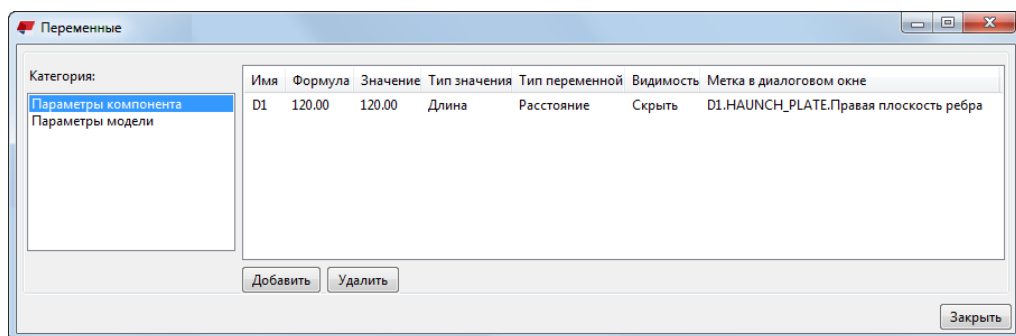 Переменные
Категория:
Параметры компонента
Параметры модели
Имя Формула Значение Тип значения Тип переменной Видимость Метка в диалоговом окне
D1 120.00 120.00 Длина Расстояние Скрыть D1.HAUNCH_PLATE.Правая плоскость ребра
Добавить Удалить
Закрыть